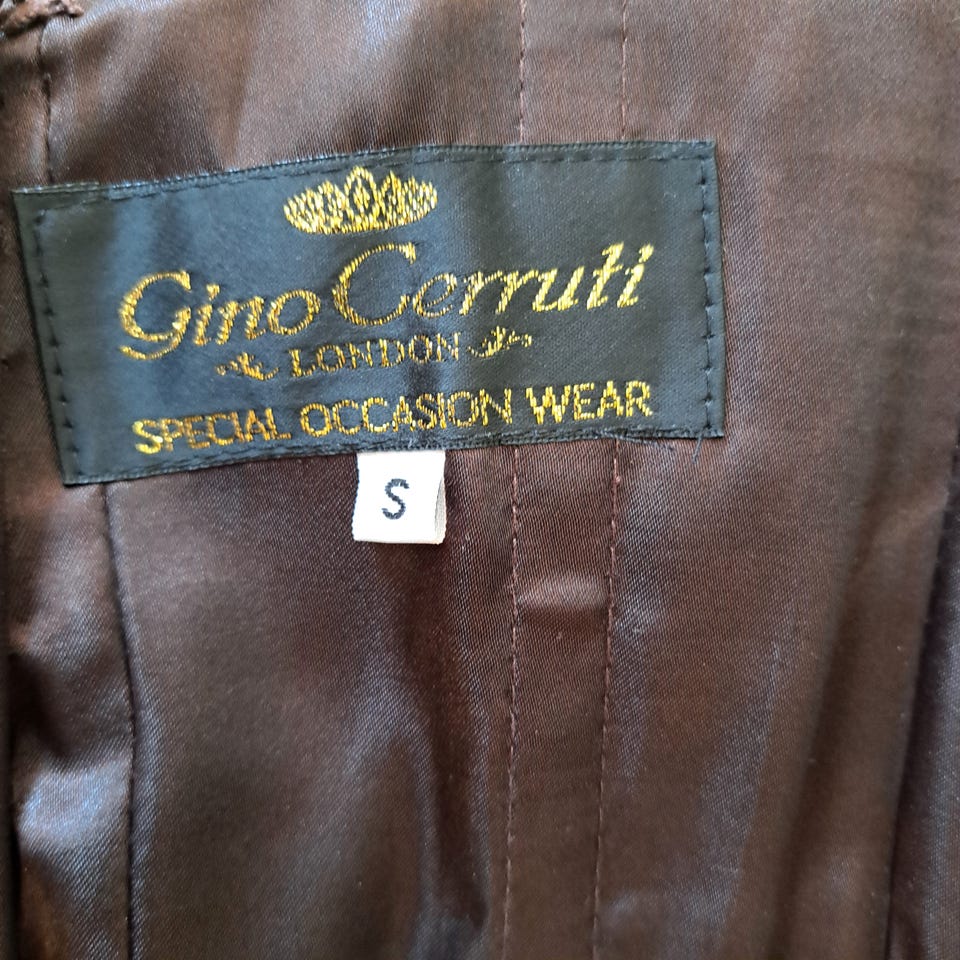 Gino Cerruti
LONDON
SPECIAL OCCASION WEAR
S